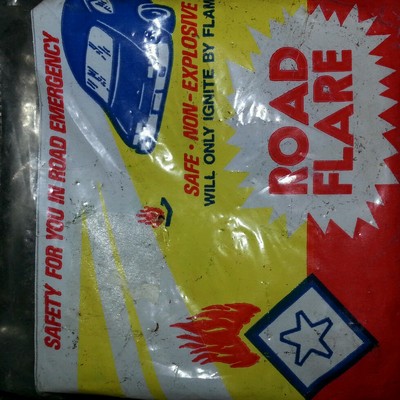 SAFETY FOR YOU IN ROAD EMERGENCY
SAFE • NON-EXPLOSIVE
WILL ONLY IGNITE BY FLAM
ROAD
FLARE